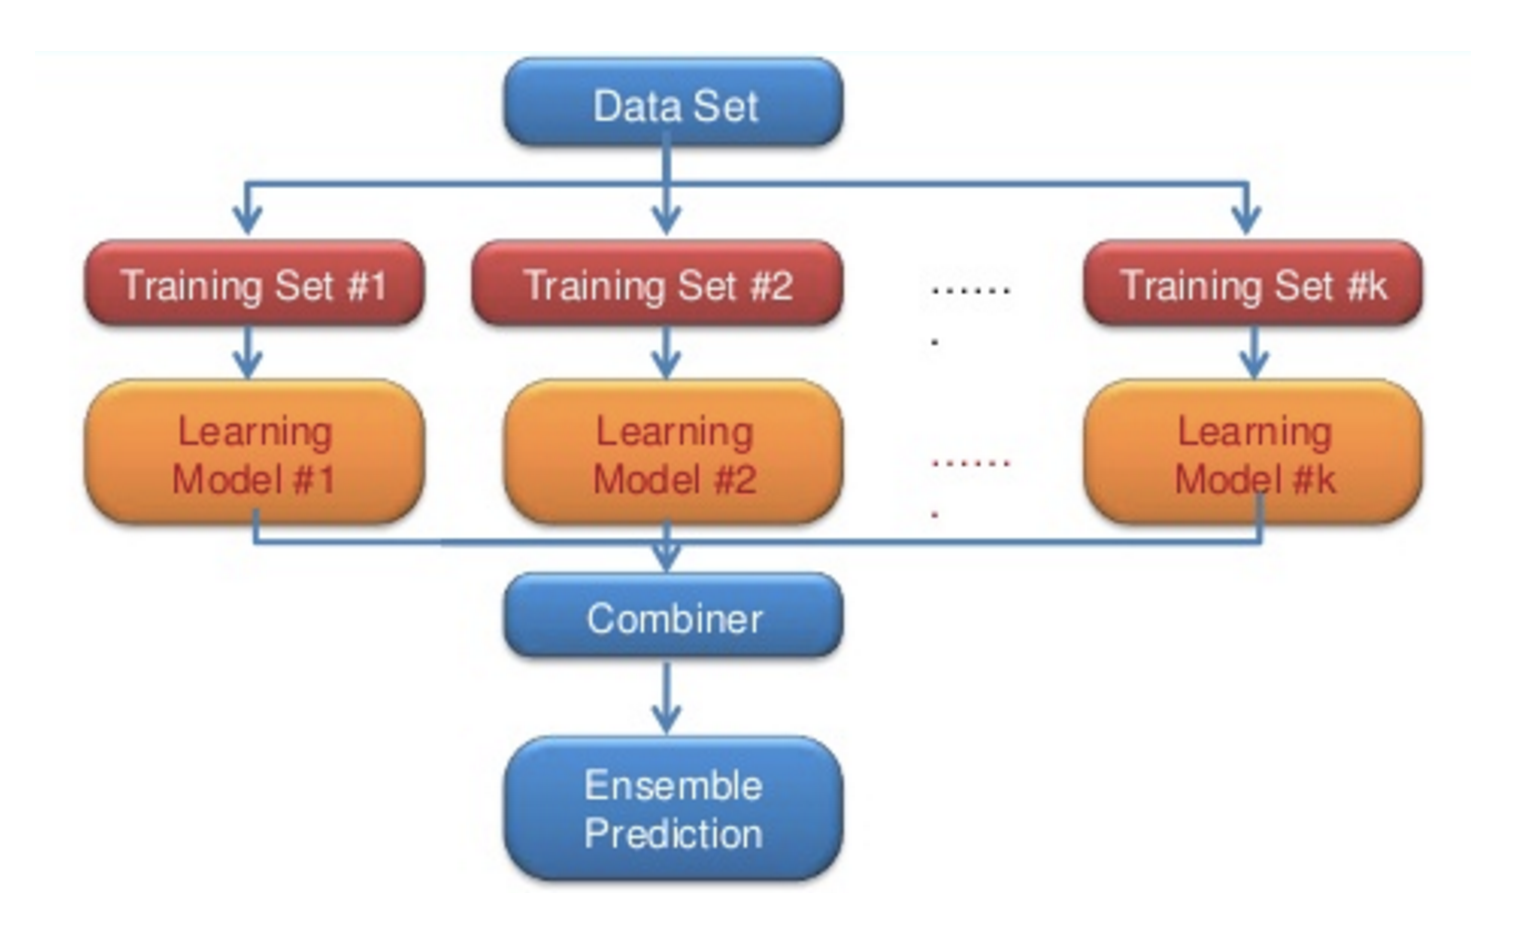 Data Set
Training Set #1
Training Set #2
.......
Training Set #k
Learning
Model #1
Learning
Model #2
.......
Learning
Model #k
Combiner
Ensemble
Prediction